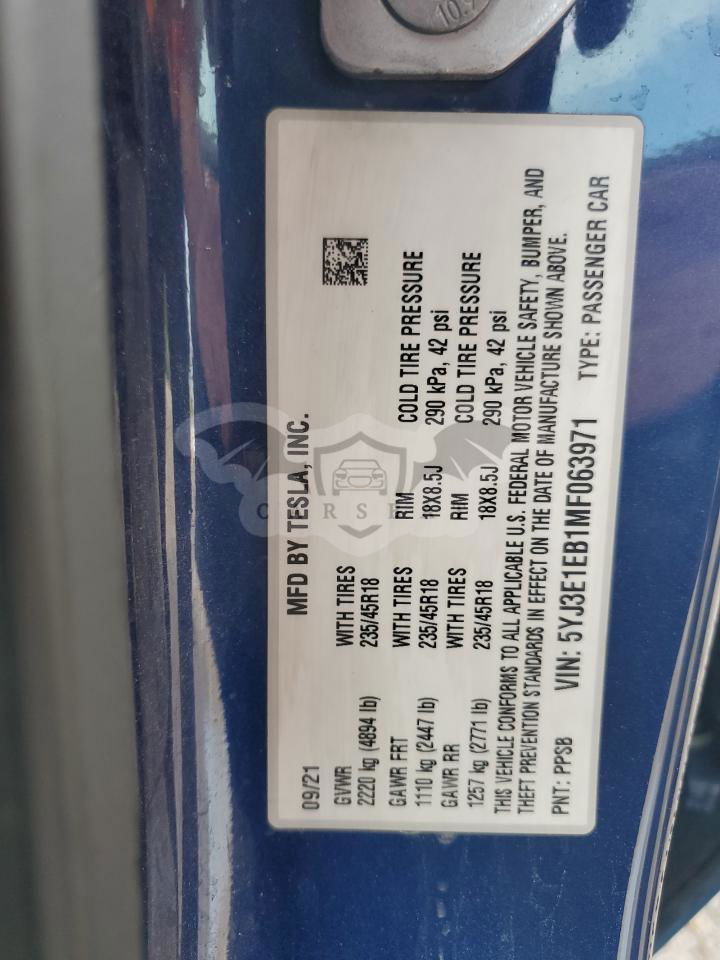 09/21 MFD BY TESLA, INC.
GVWR WITH TIRES
2220 kg (4894 lb) 235/45R18
GAWR FRT WITH TIRES RIM COLD TIRE PRESSURE
1110 kg (2447 lb) 235/45R18 18X8.5J 290 kPa, 42 psi
GAWR RR WITH TIRES RIM COLD TIRE PRESSURE
1257 kg (2771 lb) 235/45R18 18X8.5J 290 kPa, 42 psi
THIS VEHICLE CONFORMS TO ALL APPLICABLE U.S. FEDERAL MOTOR VEHICLE SAFETY, BUMPER, AND
THEFT PREVENTION STANDARDS IN EFFECT ON THE DATE OF MANUFACTURE SHOWN ABOVE.
PNT: PPSB VIN: 5YJ3E1EB1MF063971 TYPE: PASSENGER CAR